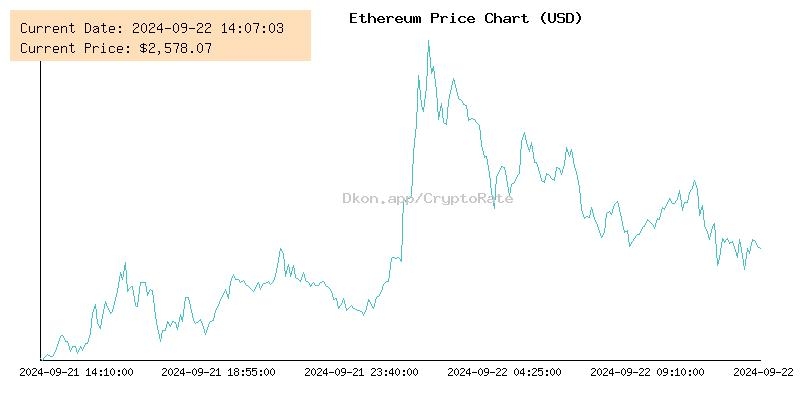 Ethereum Price Chart (USD)
Current Date: 2024-09-22 14:07:03
Current Price: $2,578.07
Dkon.app/CryptoRate
2024-09-21 14:10:00 2024-09-21 18:55:00 2024-09-21 23:40:00 2024-09-22 04:25:00 2024-09-22 09:10:00 2024-09-22